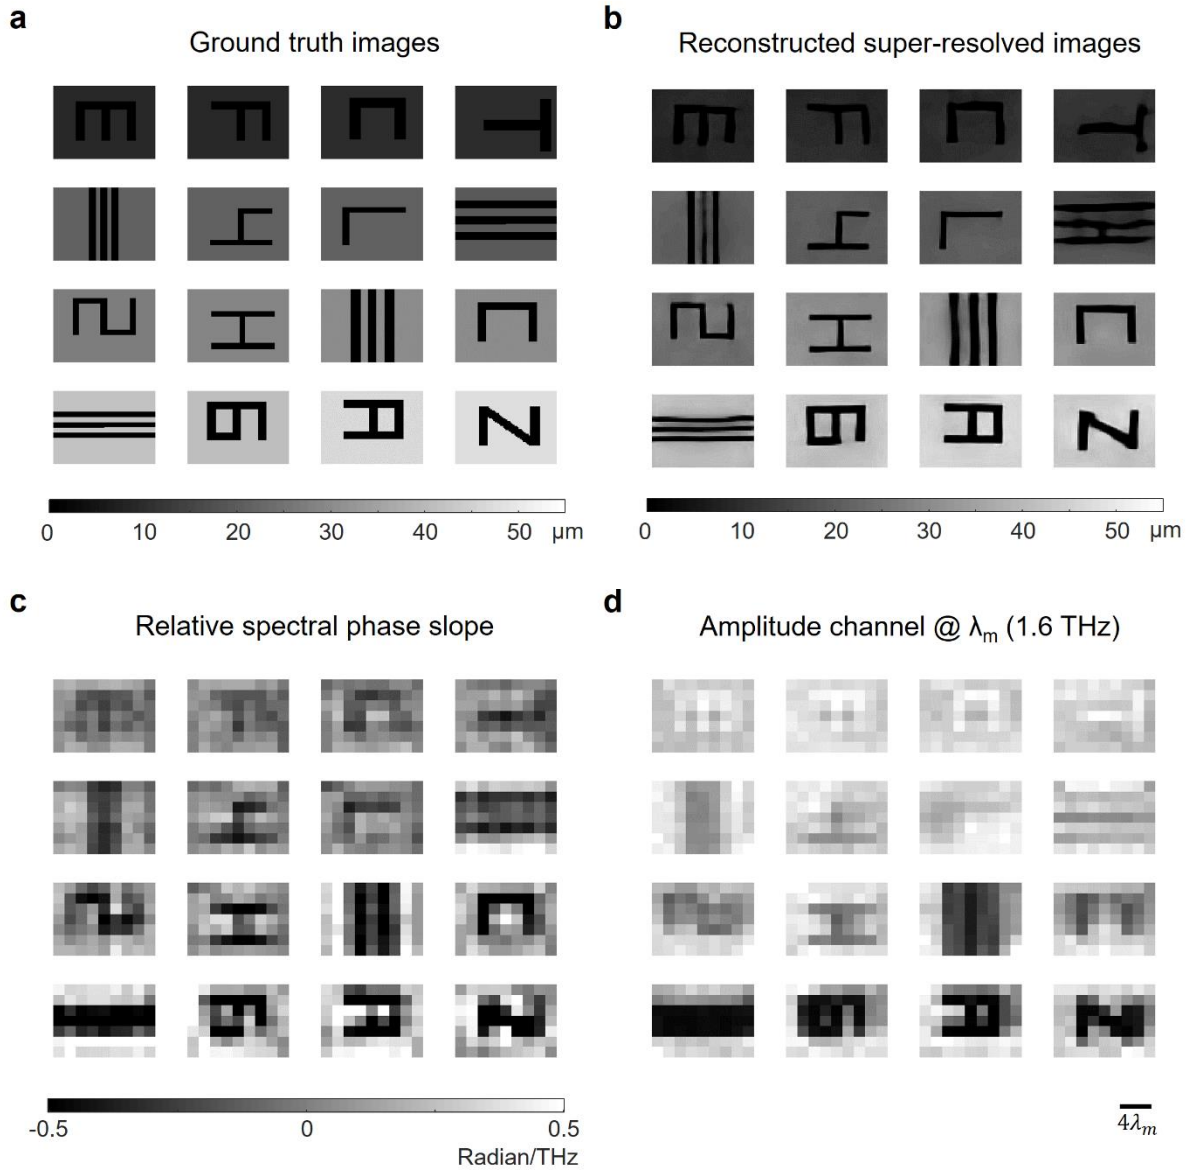 a
Ground truth images
0 10 20 30 40 50 μm
b
Reconstructed super-resolved images
0 10 20 30 40 50 μm
c
Relative spectral phase slope
-0.5 0 0.5
Radian/THz
d
Amplitude channel @ λm (1.6 THz)
4λm